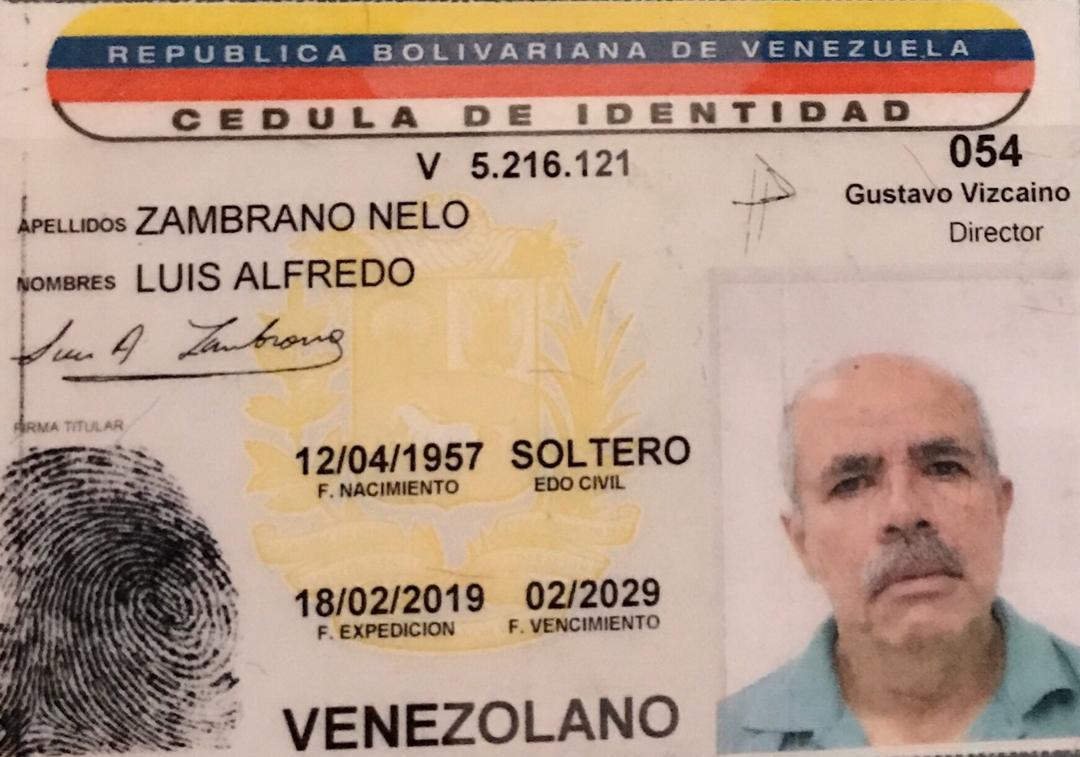 REPUBLICA BOLIVARIANA DE VENEZUELA
CEDULA DE IDENTIDAD
V 5.216.121
054
Gustavo Vizcaino
Director
APELLIDOS ZAMBRANO NELO
NOMBRES LUIS ALFREDO
Luis A Zambrano
FIRMA TITULAR
12/04/1957 SOLTERO
F. NACIMIENTO EDO CIVIL
18/02/2019 02/2029
F. EXPEDICION F. VENCIMIENTO
VENEZOLANO